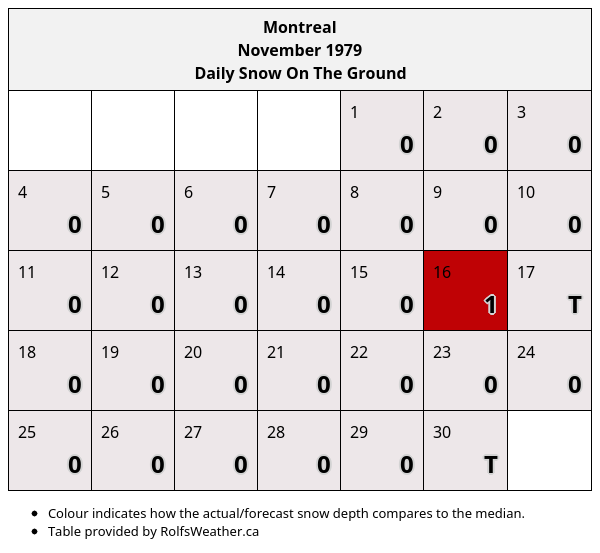 Montreal
November 1979
Daily Snow On The Ground
1 2 3
0 0 0
4 5 6 7 8 9 10
0 0 0 0 0 0 0
11 12 13 14 15 16 17
0 0 0 0 0 1 T
18 19 20 21 22 23 24
0 0 0 0 0 0 0
25 26 27 28 29 30
0 0 0 0 0 T
• Colour indicates how the actual/forecast snow depth compares to the median.
• Table provided by RolfsWeather.ca